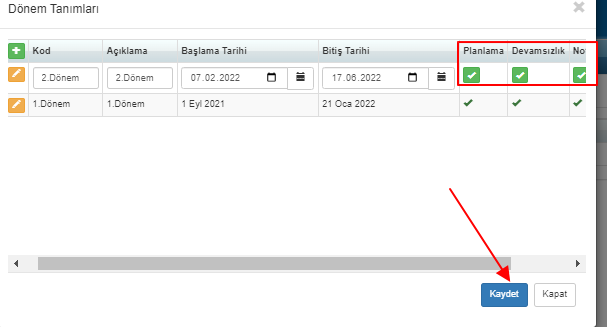 Dönem Tanımları
Kod Açıklama Başlama Tarihi Bitiş Tarihi Planlama Devamsızlık No
2.Dönem 2.Dönem 07.02.2022 17.06.2022
1.Dönem 1.Dönem 1 Eyl 2021 21 Oca 2022
Kaydet Kapat